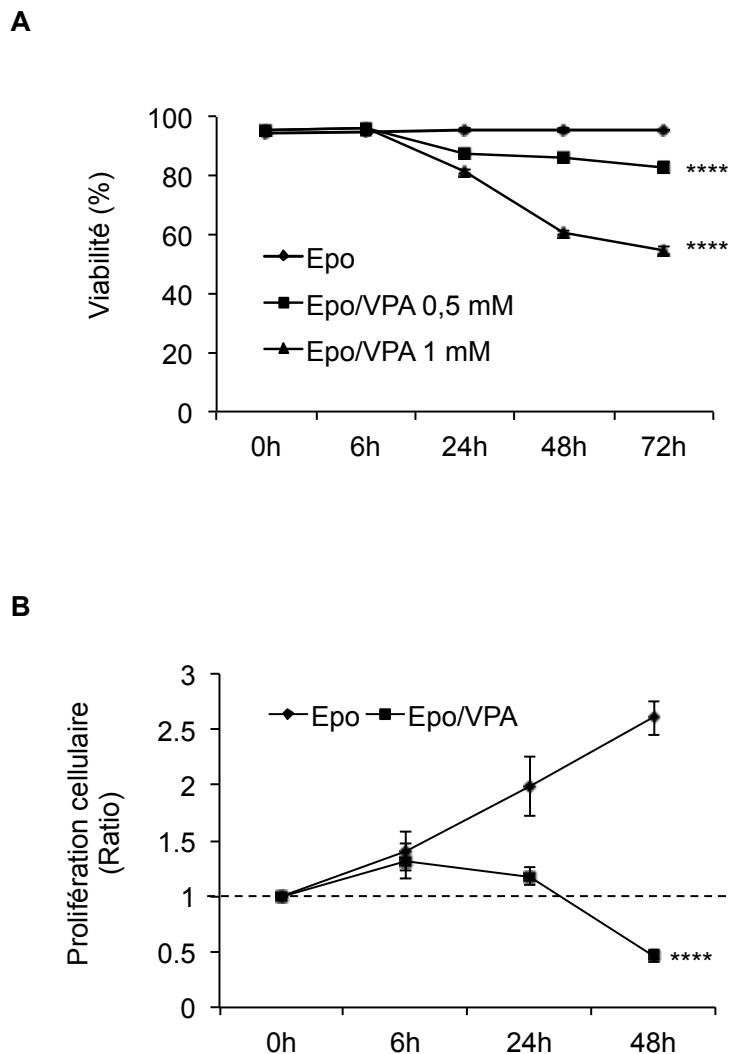 A
Viabilité (%)
100
80
60
40
20
0
Epo
Epo/VPA 0,5 mM
Epo/VPA 1 mM
****
****
0h 6h 24h 48h 72h
B
Prolifération cellulaire
(Ratio)
3
2.5
2
1.5
1
0.5
0
Epo Epo/VPA
****
0h 6h 24h 48h